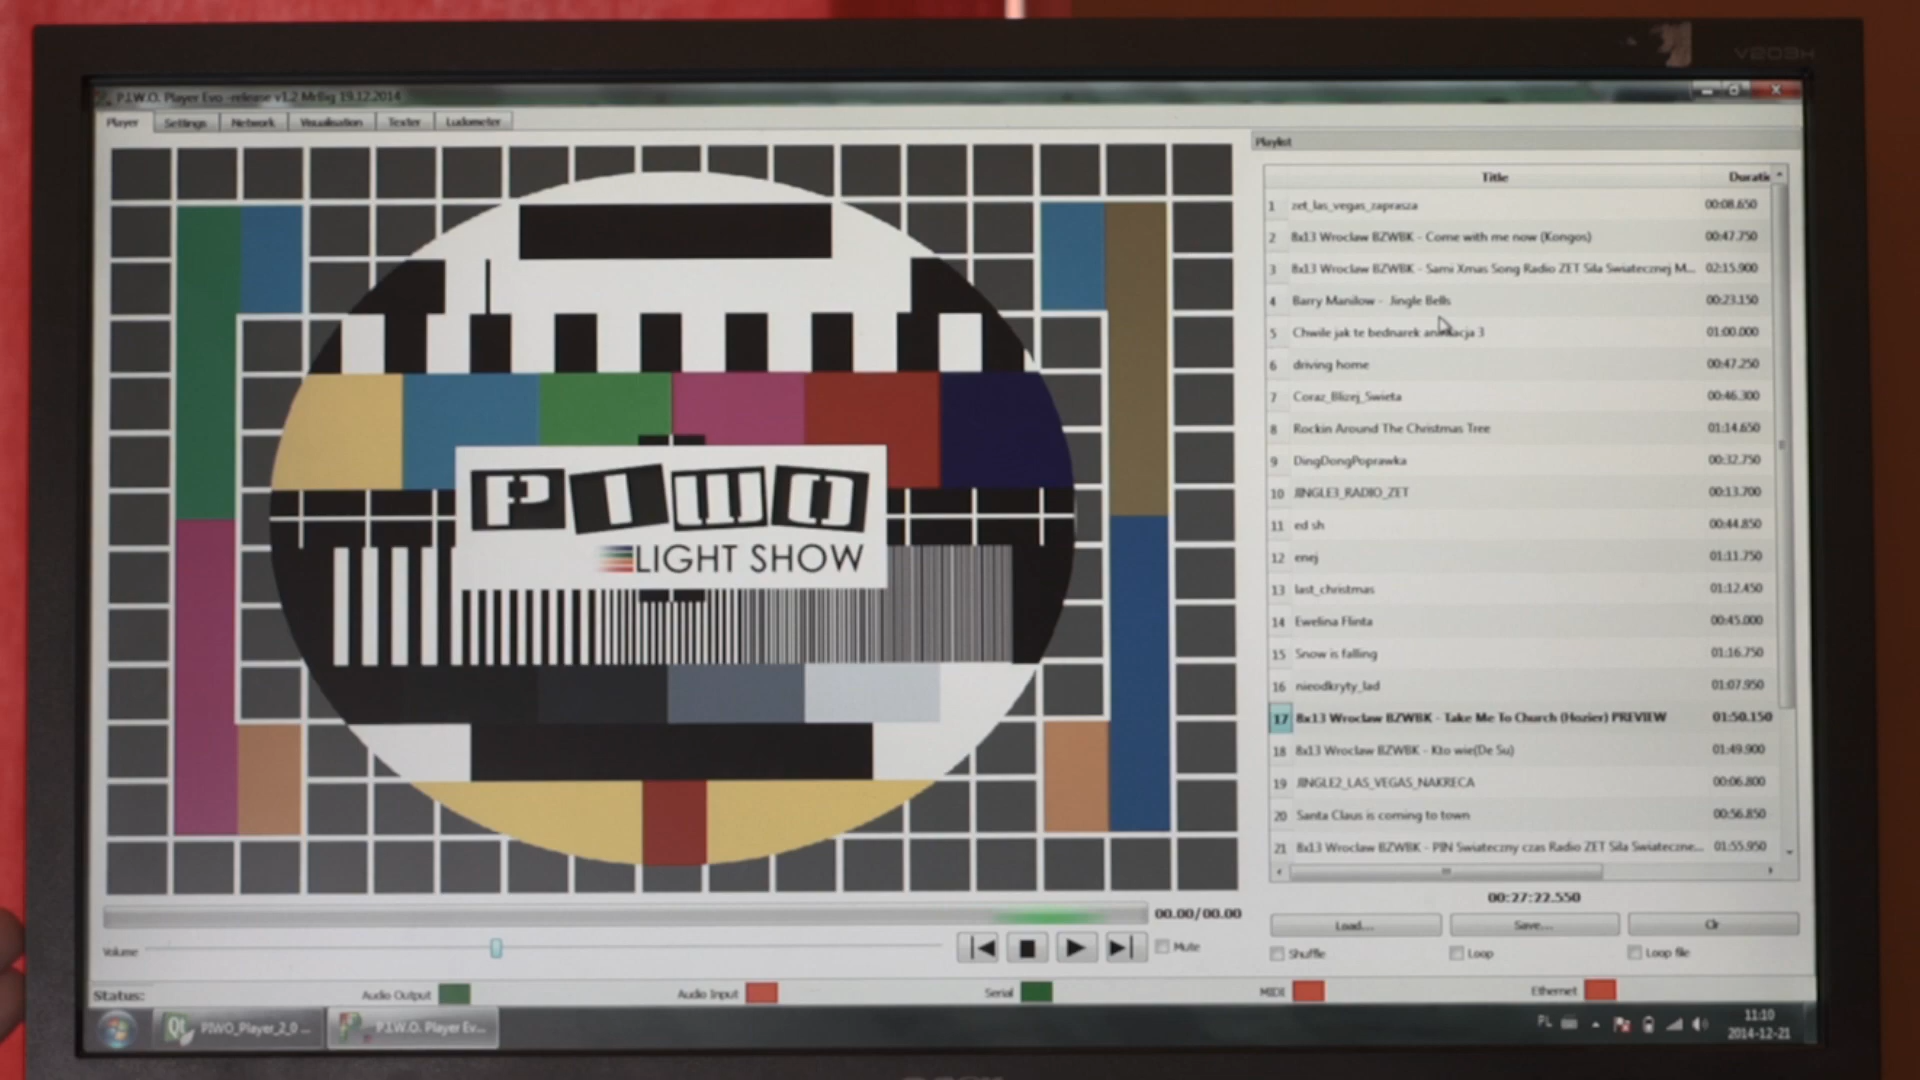 V203H
P.I.W.O. Player Evo -release v1.2 MrBig 19.12.2014
Player Settings Network Visualisation Texter Ludometer
Playlist
Title Duratic
1 zet_las_vegas_zaprasza 00:08.650
2 8x13 Wroclaw BZWBK - Come with me now (Kongos) 00:47.750
3 8x13 Wroclaw BZWBK - Sami Xmas Song Radio ZET Sila Swiatecznej M... 02:15.900
4 Barry Manilow - Jingle Bells 00:23.150
5 Chwile jak te bednarek animacja 3 01:00.000
6 driving home 00:47.250
7 Coraz_Blizej_Swieta 00:46.300
8 Rockin Around The Christmas Tree 01:14.650
9 DingDongPoprawka 00:32.750
10 JINGLE3_RADIO_ZET 00:13.700
11 ed sh 00:44.850
12 enej 01:11.750
13 last_christmas 01:12.450
14 Ewelina Flinta 00:45.000
15 Snow is falling 01:16.750
16 nieodkryty_lad 01:07.950
17 8x13 Wroclaw BZWBK - Take Me To Church (Hozier) PREVIEW 01:50.150
18 8x13 Wroclaw BZWBK - Kto wie(De Su) 01:49.900
19 JINGLE2_LAS_VEGAS_NAKRECA 00:06.800
20 Santa Claus is coming to town 00:56.850
21 8x13 Wroclaw BZWBK - PIN Swiateczny czas Radio ZET Sila Swiateczne... 01:55.950
PIWO
LIGHT SHOW
00:27:22.550
00.00/00.00
Load... Save... Clr
Volume
Mute
Shuffle Loop Loop file
Status: Audio Output Audio Input Serial MIDI Ethernet
Qt PIWO_Player_2_0 ... P.I.W.O. Player Ev...
PL
11:10
2014-12-21